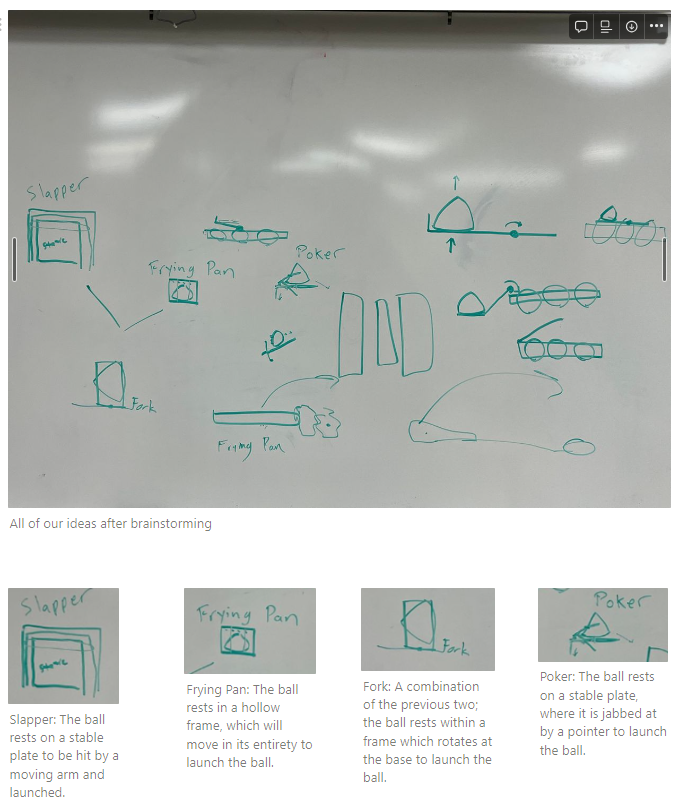 Slapper
Frying Pan
Poker
Fork
Frying Pan
All of our ideas after brainstorming
Slapper
Frying Pan
Fork
Poker
Slapper: The ball
rests on a stable
plate to be hit by a
moving arm and
launched.
Frying Pan: The ball
rests in a hollow
frame, which will
move in its entirety to
launch the ball.
Fork: A combination
of the previous two;
the ball rests within a
frame which rotates at
the base to launch the
ball.
Poker: The ball rests
on a stable plate,
where it is jabbed at
by a pointer to launch
the ball.